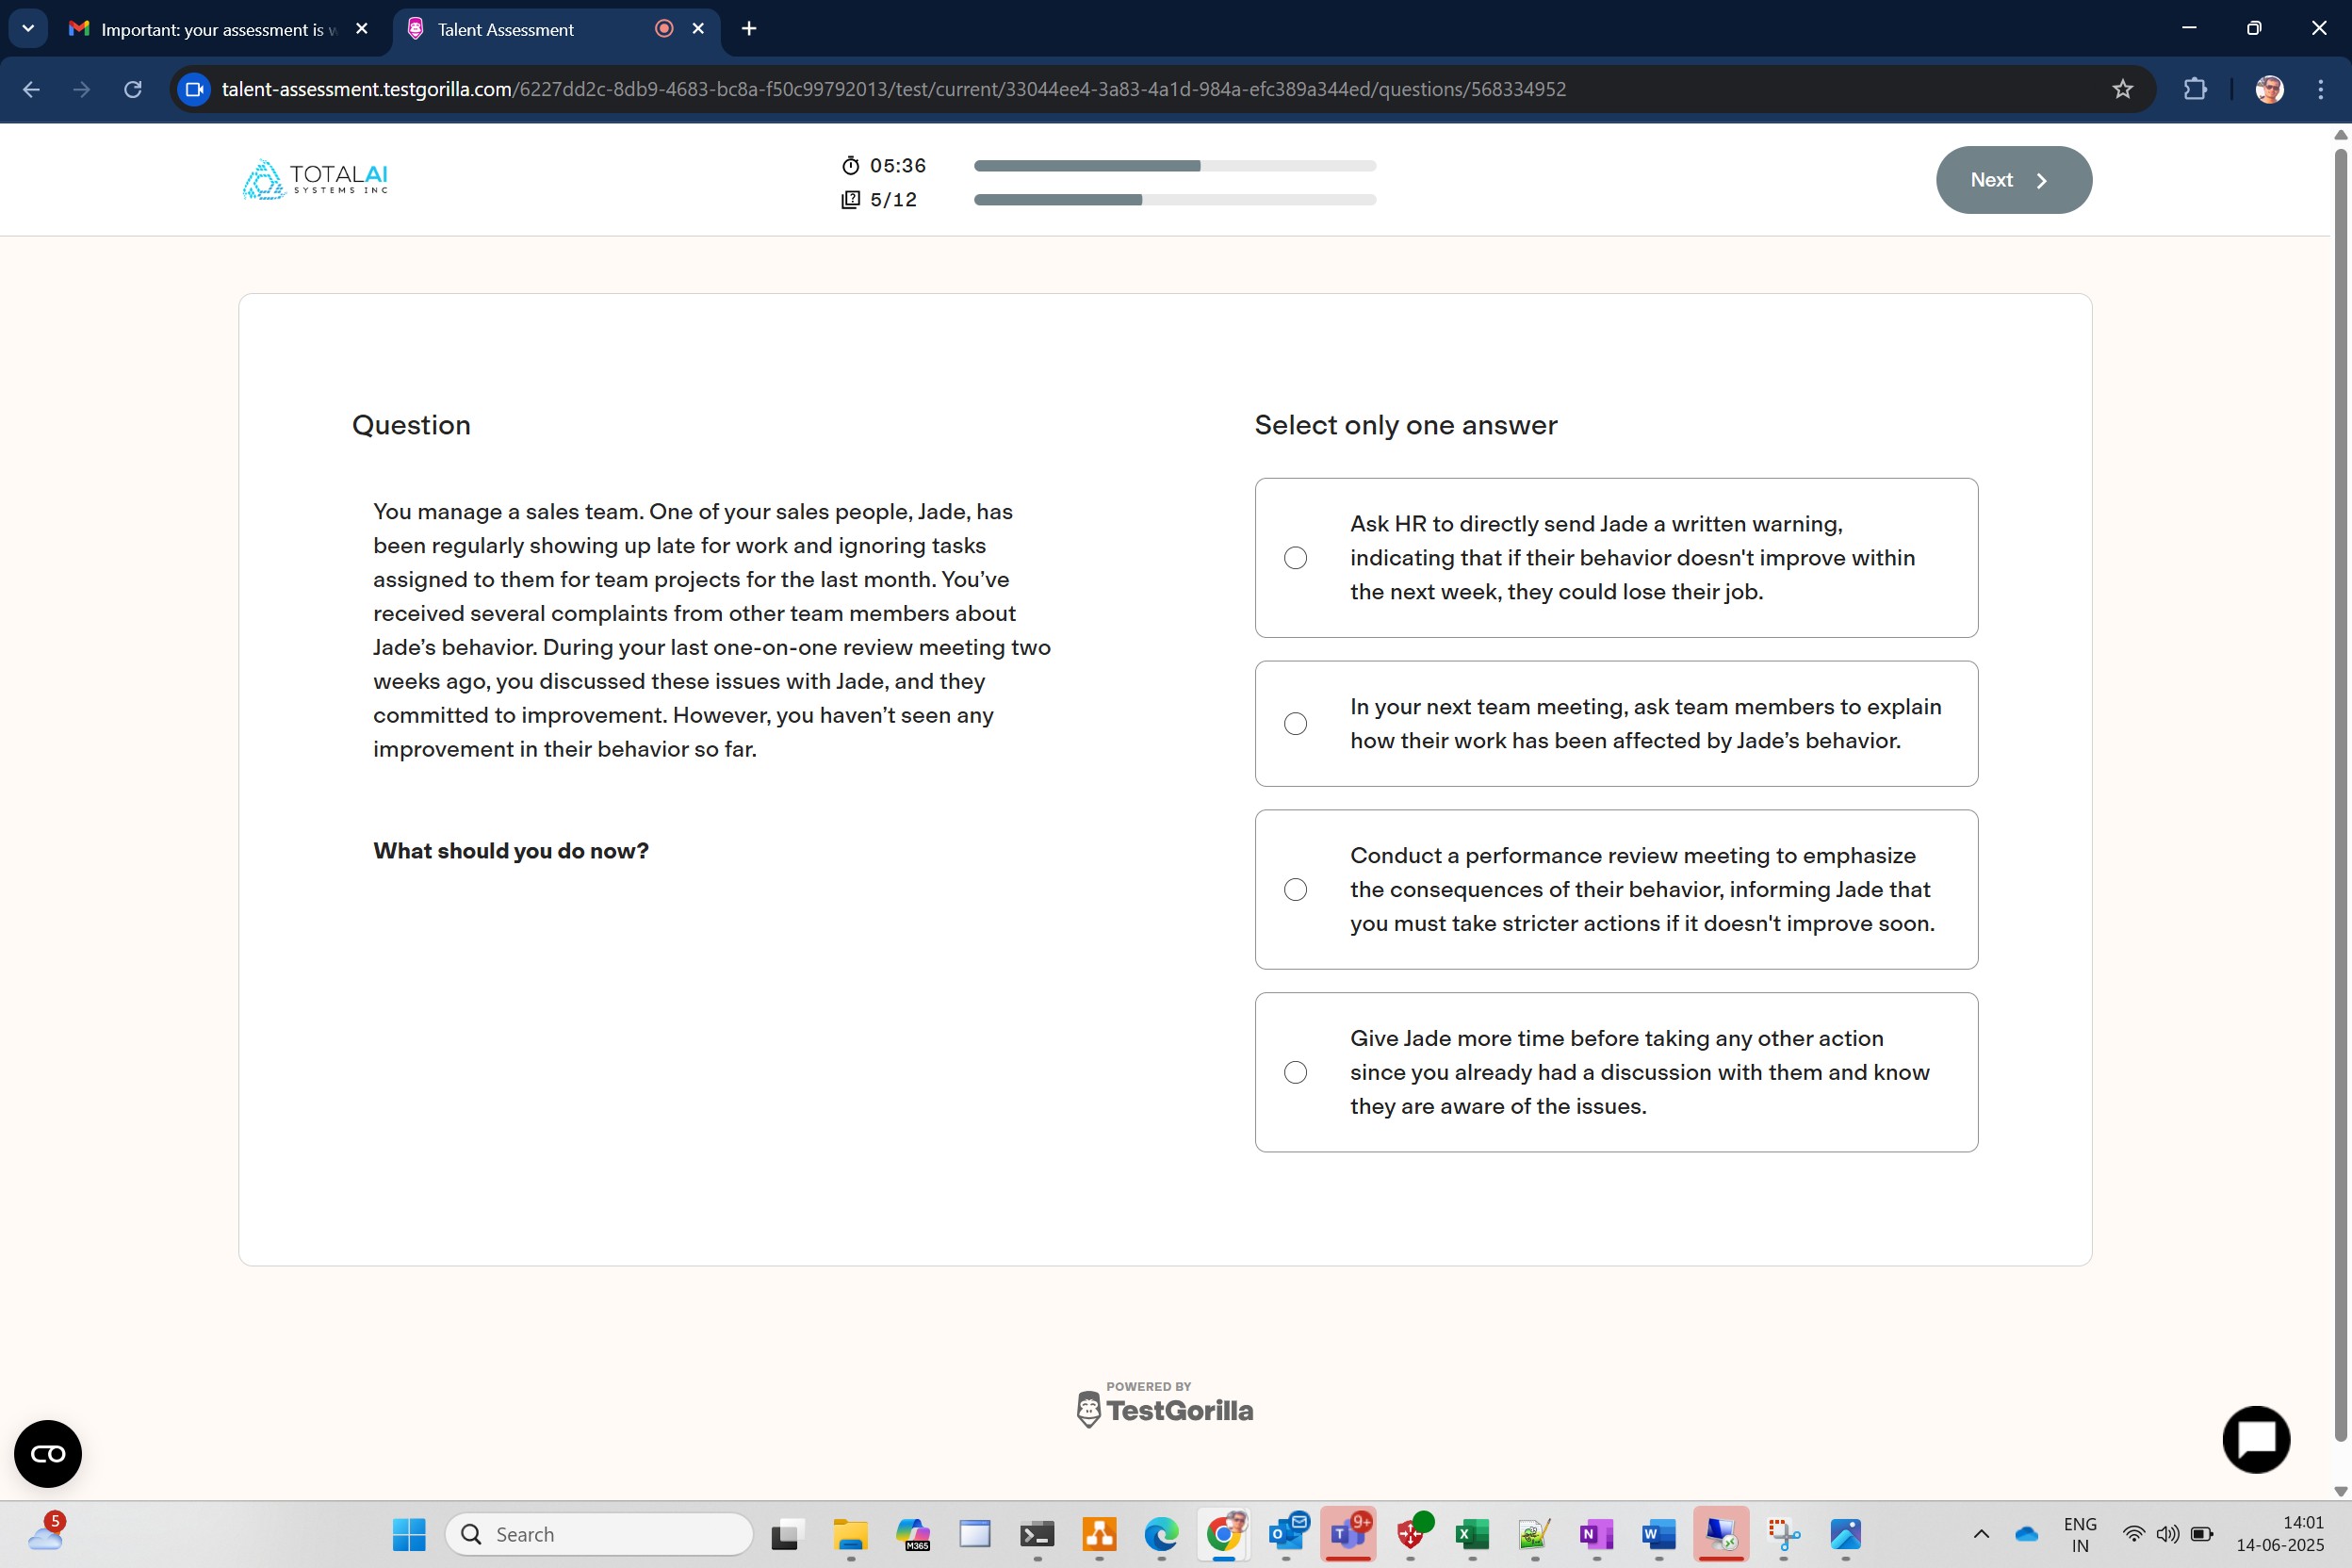 Important: your assessment is w
Talent Assessment
talent-assessment.testgorilla.com/6227dd2c-8db9-4683-bc8a-f50c99792013/test/current/33044ee4-3a83-4a1d-984a-efc389a344ed/questions/568334952
TOTALAI
SYSTEMS INC
05:36
5/12
Next
Question
You manage a sales team. One of your sales people, Jade, has
been regularly showing up late for work and ignoring tasks
assigned to them for team projects for the last month. You’ve
received several complaints from other team members about
Jade’s behavior. During your last one-on-one review meeting two
weeks ago, you discussed these issues with Jade, and they
committed to improvement. However, you haven’t seen any
improvement in their behavior so far.
What should you do now?
Select only one answer
Ask HR to directly send Jade a written warning,
indicating that if their behavior doesn't improve within
the next week, they could lose their job.
In your next team meeting, ask team members to explain
how their work has been affected by Jade’s behavior.
Conduct a performance review meeting to emphasize
the consequences of their behavior, informing Jade that
you must take stricter actions if it doesn't improve soon.
Give Jade more time before taking any other action
since you already had a discussion with them and know
they are aware of the issues.
POWERED BY
TestGorilla
5
Search
M365
9+
ENG
IN
14:01
14-06-2025